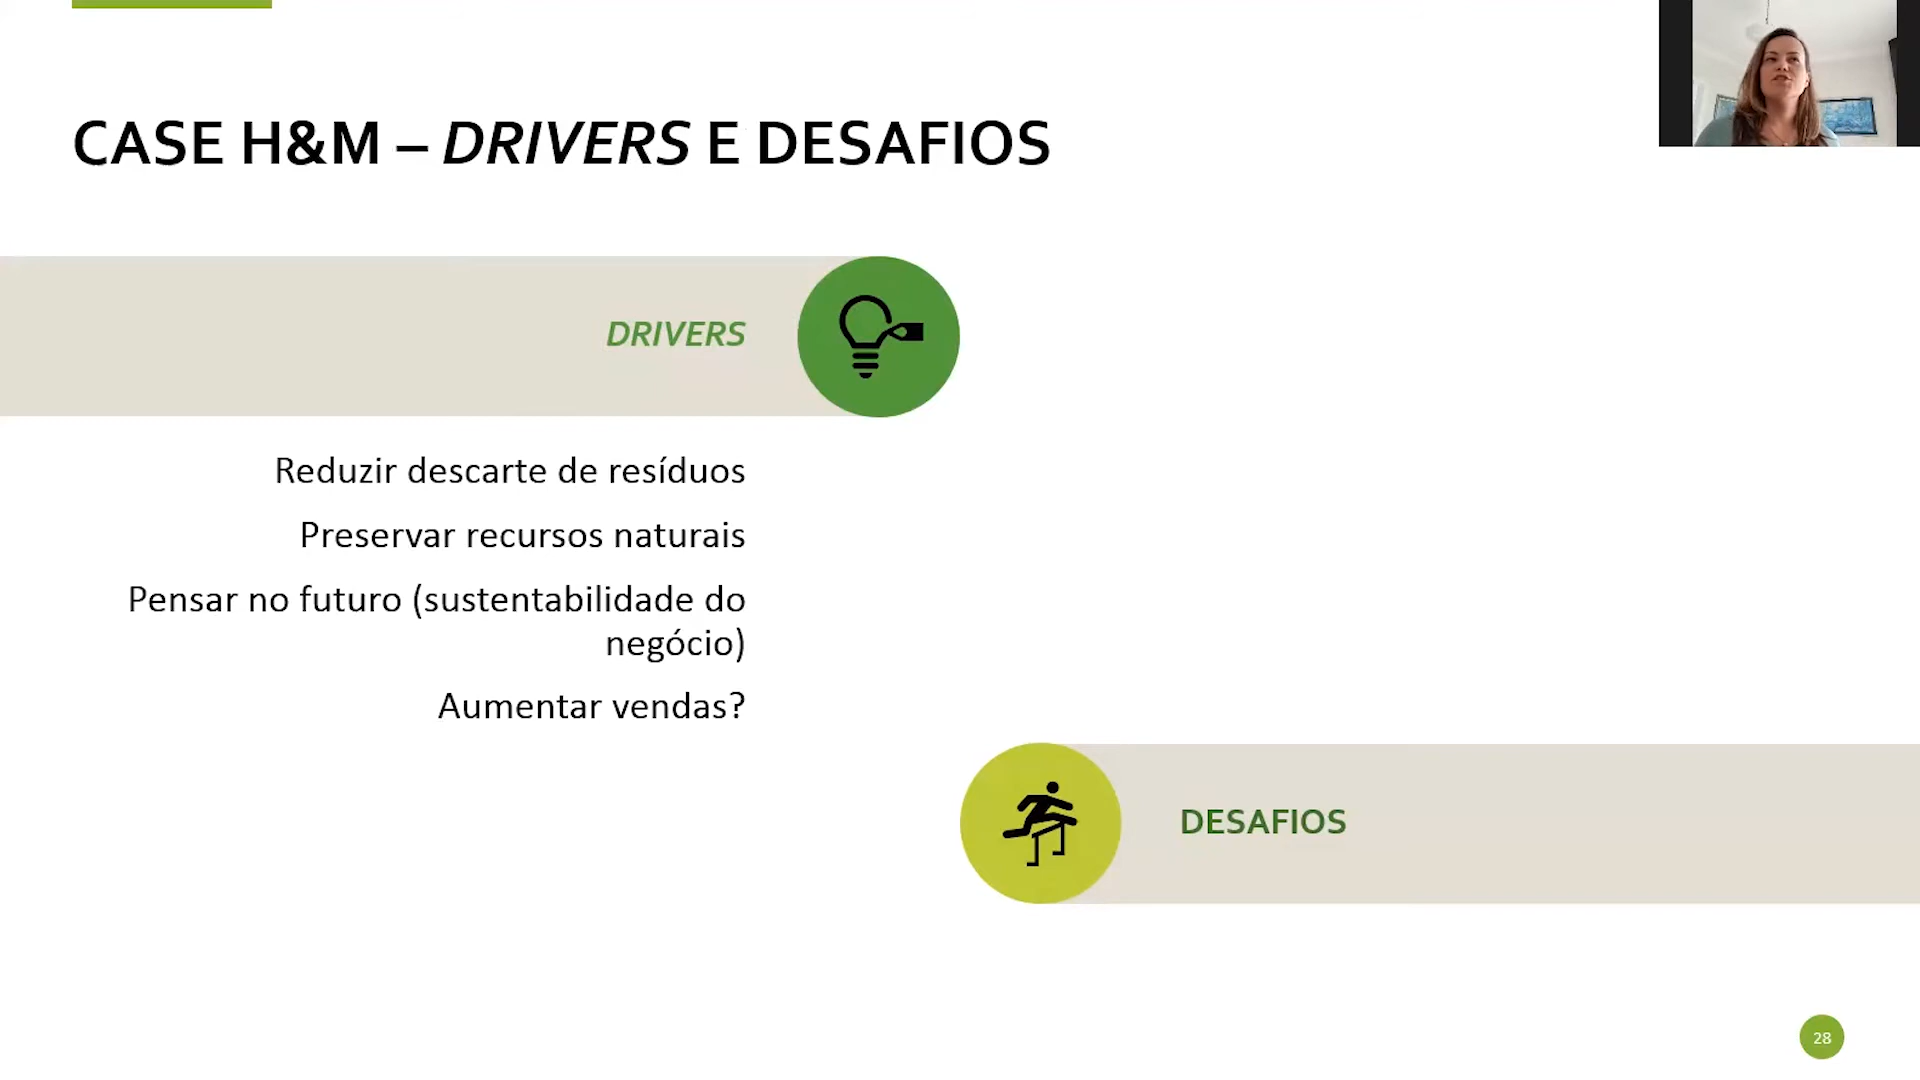 CASE H&M – DRIVERS E DESAFIOS
DRIVERS
Reduzir descarte de resíduos
Preservar recursos naturais
Pensar no futuro (sustentabilidade do
negócio)
Aumentar vendas?
DESAFIOS
28